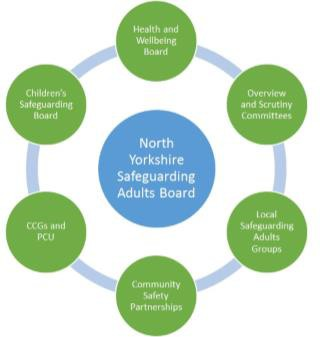 Health and
Wellbeing
Board
Children's
Safeguarding
Board
Overview
and Scrutiny
Committees
North
Yorkshire
Safeguarding
Adults Board
CCGs and
PCU
Local
Safeguarding
Adults
Groups
Community
Safety
Partnerships